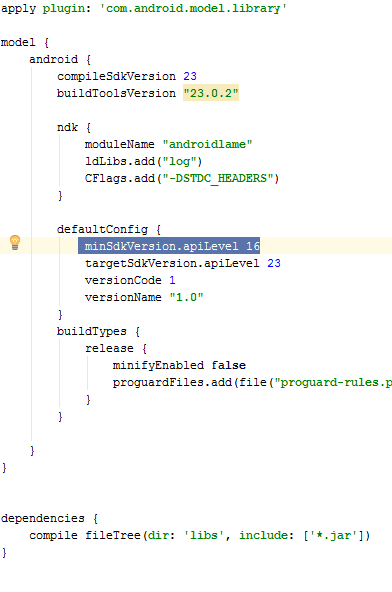 apply plugin: 'com.android.model.library'
model {
android {
compileSdkVersion 23
buildToolsVersion "23.0.2"
ndk {
moduleName "androidlame"
ldLibs.add("log")
CFlags.add("-DSTDC_HEADERS")
}
defaultConfig {
minSdkVersion.apiLevel 16
targetSdkVersion.apiLevel 23
versionCode 1
versionName "1.0"
}
buildTypes {
release {
minifyEnabled false
proguardFiles.add(file("proguard-rules.p
}
}
}
}
dependencies {
compile fileTree(dir: 'libs', include: ['*.jar'])
}